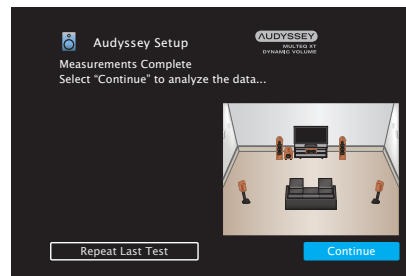 Audyssey Setup
AUDYSSEY
MULTEQ XT
DYNAMIC VOLUME
Measurements Complete
Select “Continue” to analyze the data...
Repeat Last Test
Continue